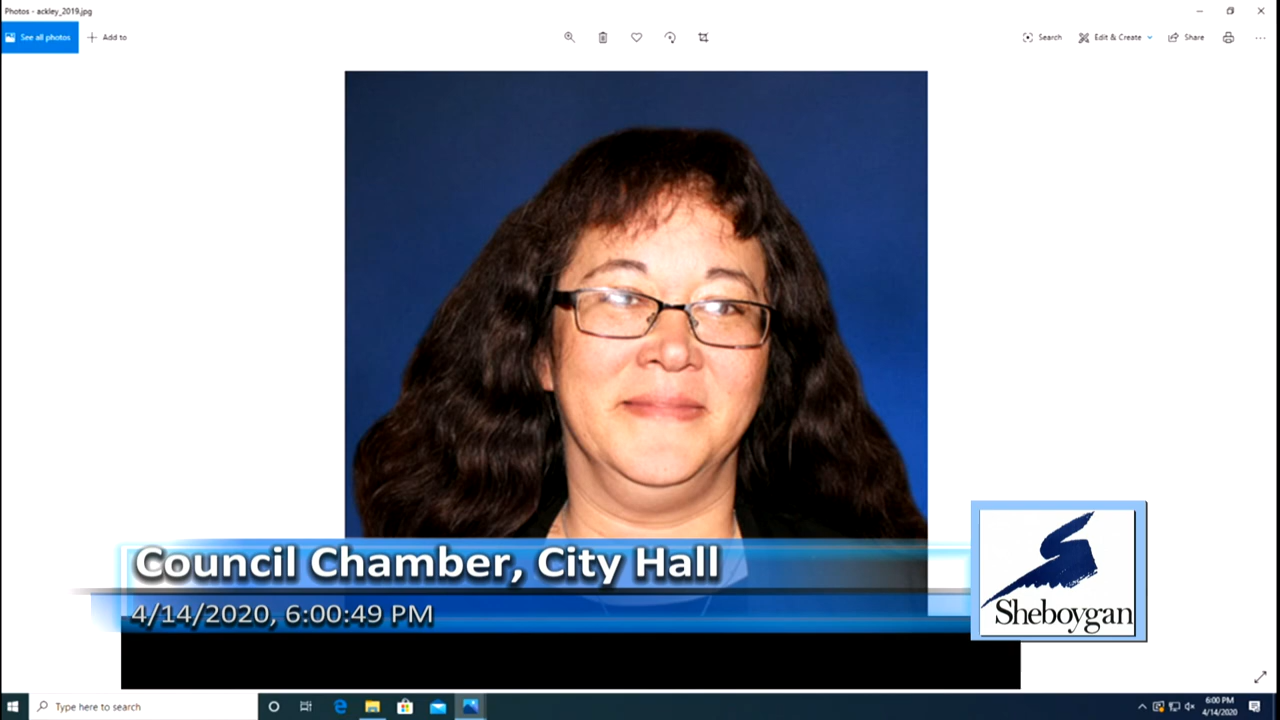 Photos - ackley_2019.jpg
See all photos
Add to
Search
Edit & Create
Share
Council Chamber, City Hall
4/14/2020, 6:00:49 PM
Sheboygan
Type here to search
6:00 PM
4/14/2020